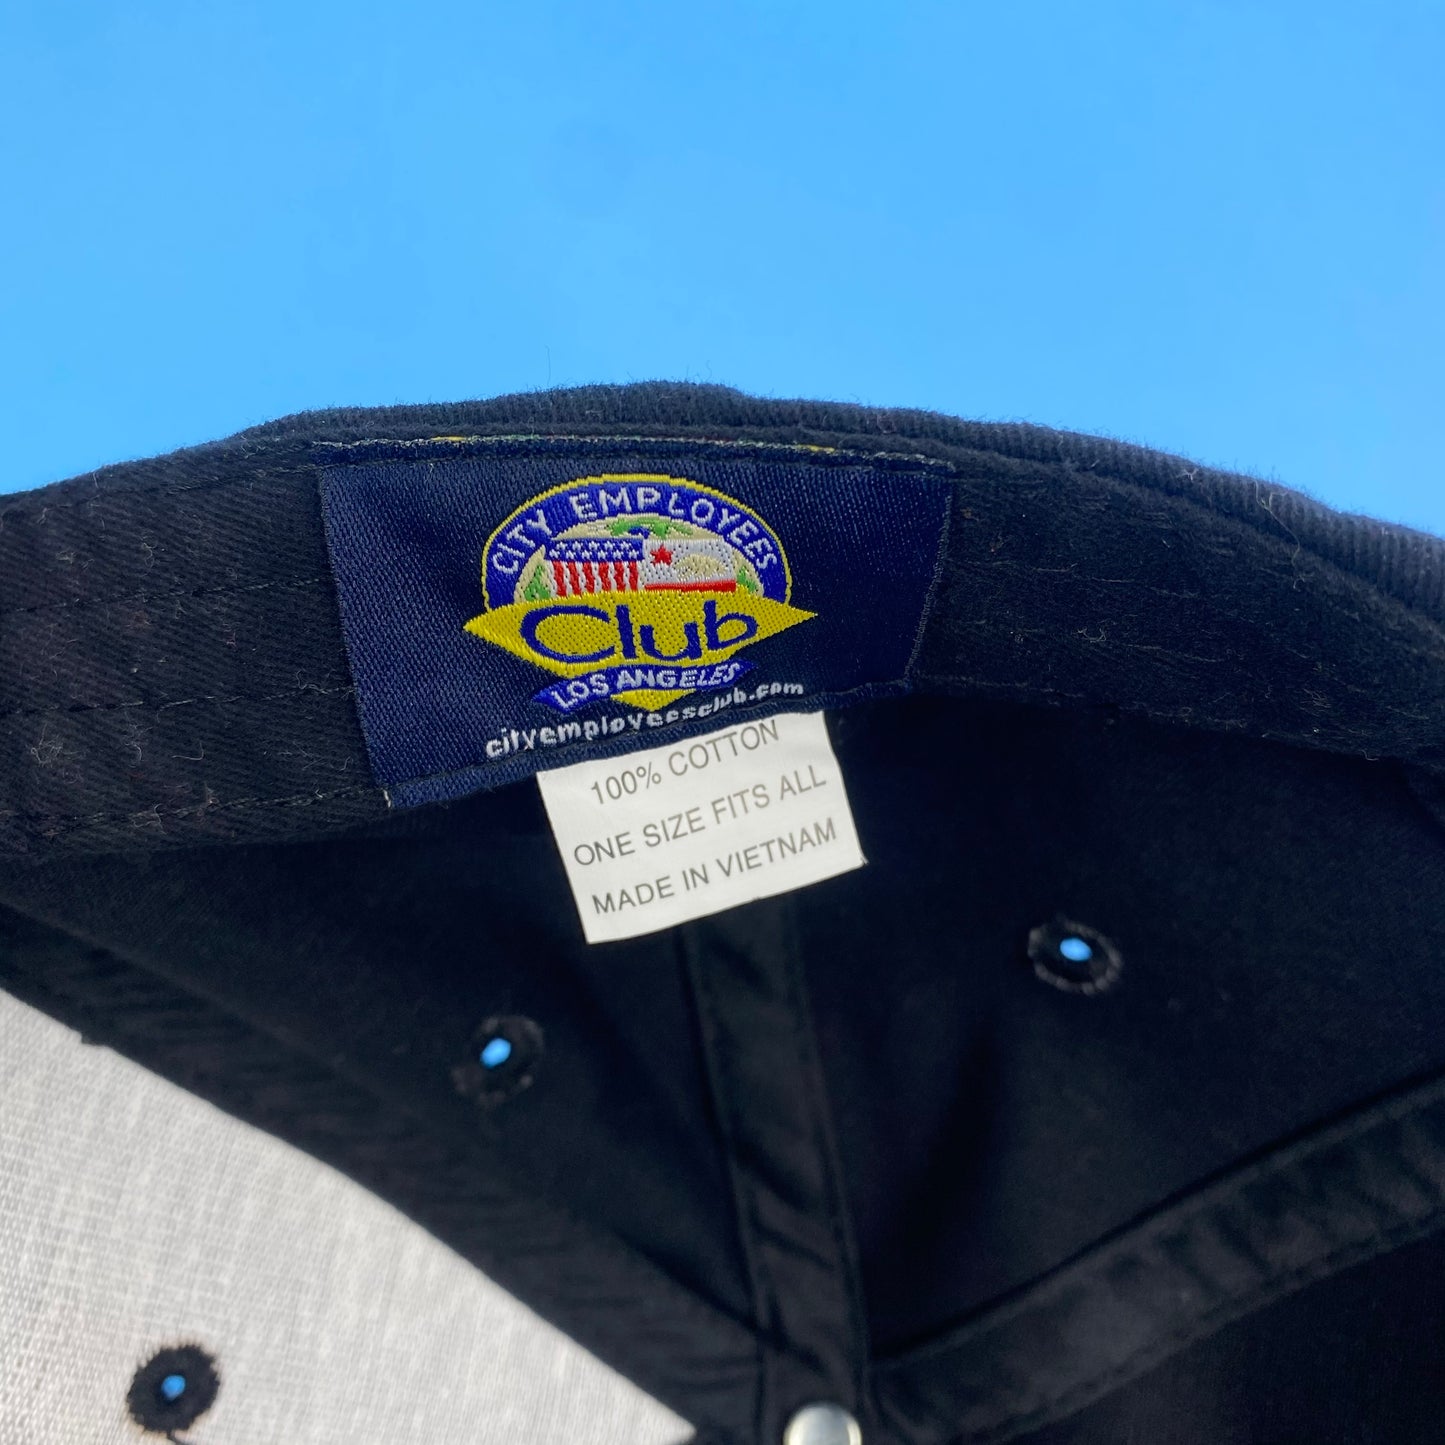 CITY EMPLOYEES
Club
LOS ANGELES
cityemployeesclub.com
100% COTTON
ONE SIZE FITS ALL
MADE IN VIETNAM